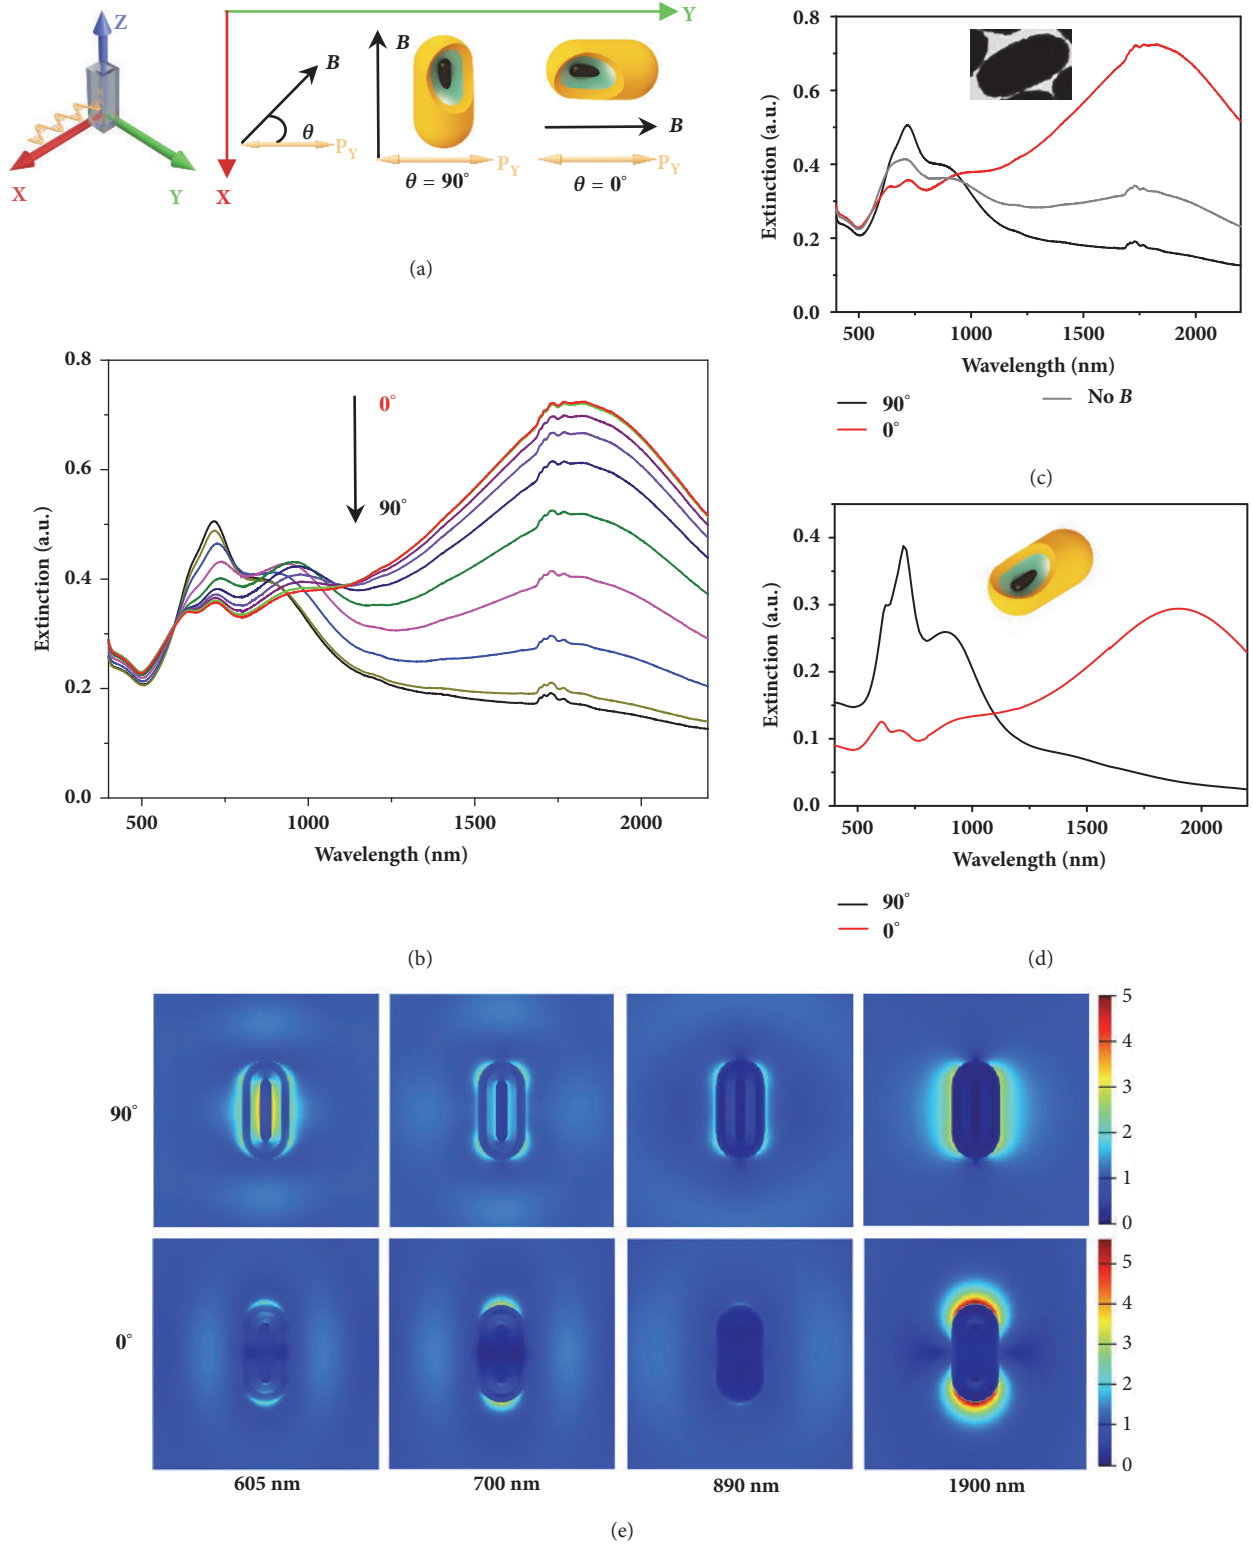 Z
X
Y
Y
X
B
θ
P_Y
B
P_Y
θ = 90°
B
P_Y
θ = 0°
(a)
0.8
0.6
0.4
0.2
0.0
Extinction (a.u.)
500
1000
1500
2000
Wavelength (nm)
90°
0°
No B
(c)
0.8
0.6
0.4
0.2
0.0
Extinction (a.u.)
0°
90°
500
1000
1500
2000
Wavelength (nm)
(b)
0.4
0.3
0.2
0.1
0.0
Extinction (a.u.)
500
1000
1500
2000
Wavelength (nm)
90°
0°
(d)
90°
5
4
3
2
1
0
0°
5
4
3
2
1
0
605 nm
700 nm
890 nm
1900 nm
(e)